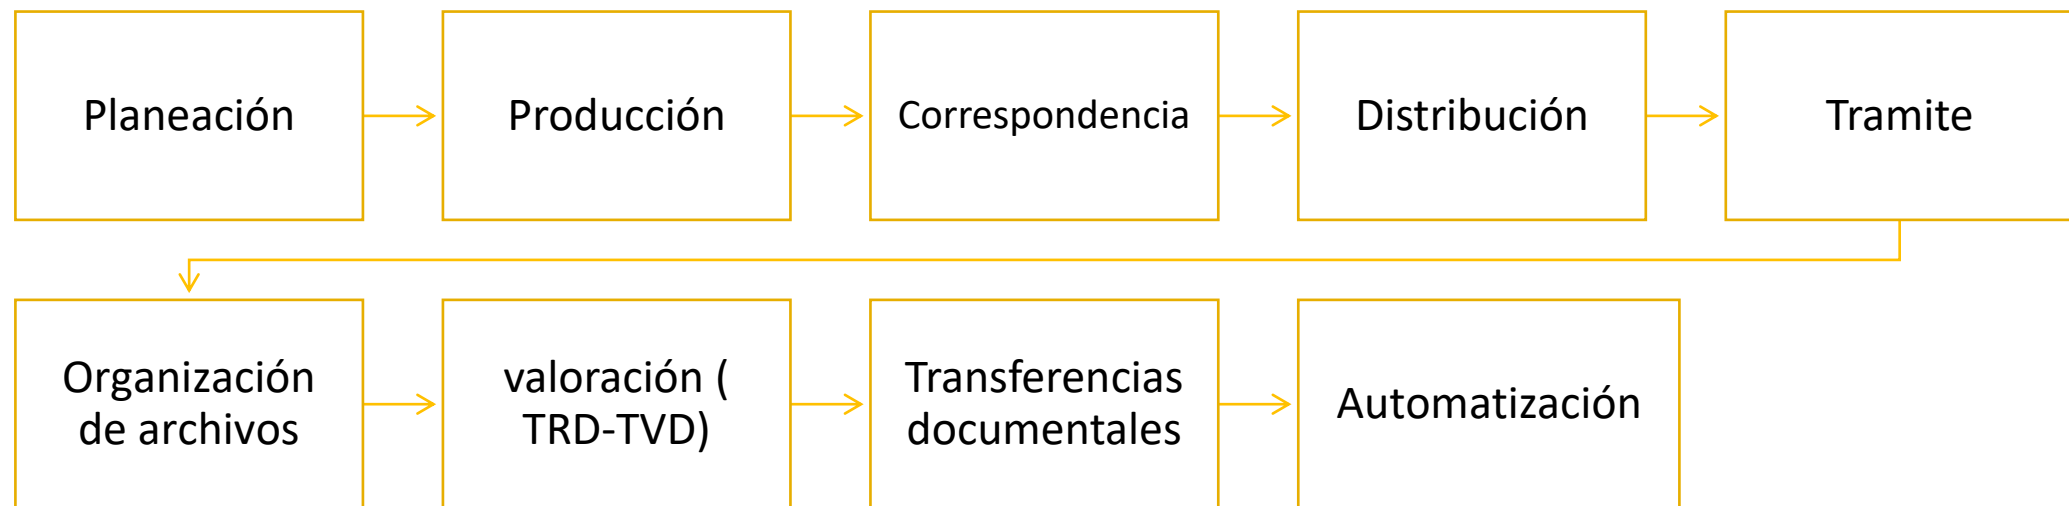 Planeación
Producción
Correspondencia
Distribución
Tramite
Organización
de archivos
valoración (
TRD-TVD)
Transferencias
documentales
Automatización